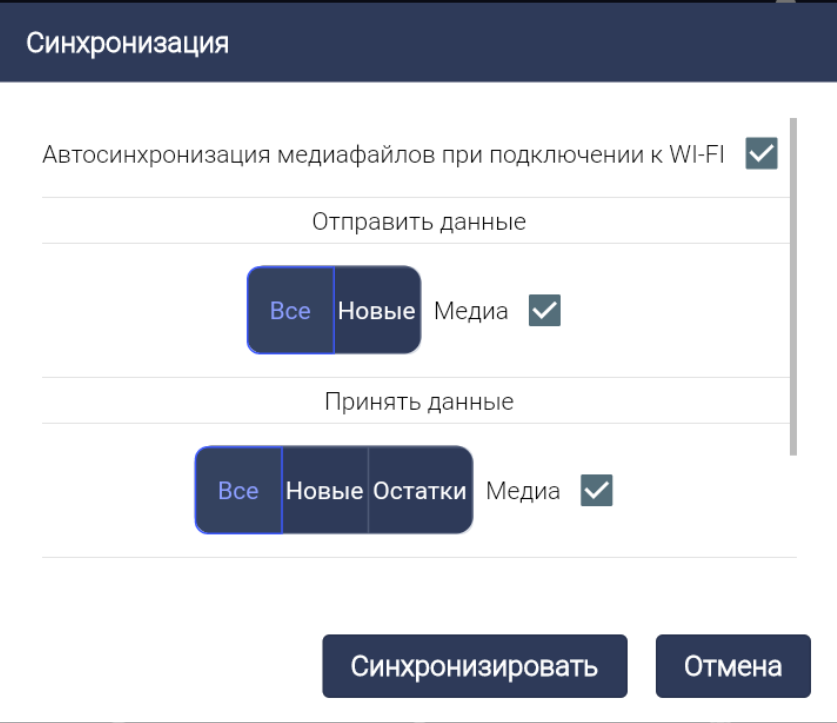 Синхронизация
Автосинхронизация медиафайлов при подключении к WI-FI
Отправить данные
Все Новые Медиа
Принять данные
Все Новые Остатки Медиа
Синхронизировать Отмена